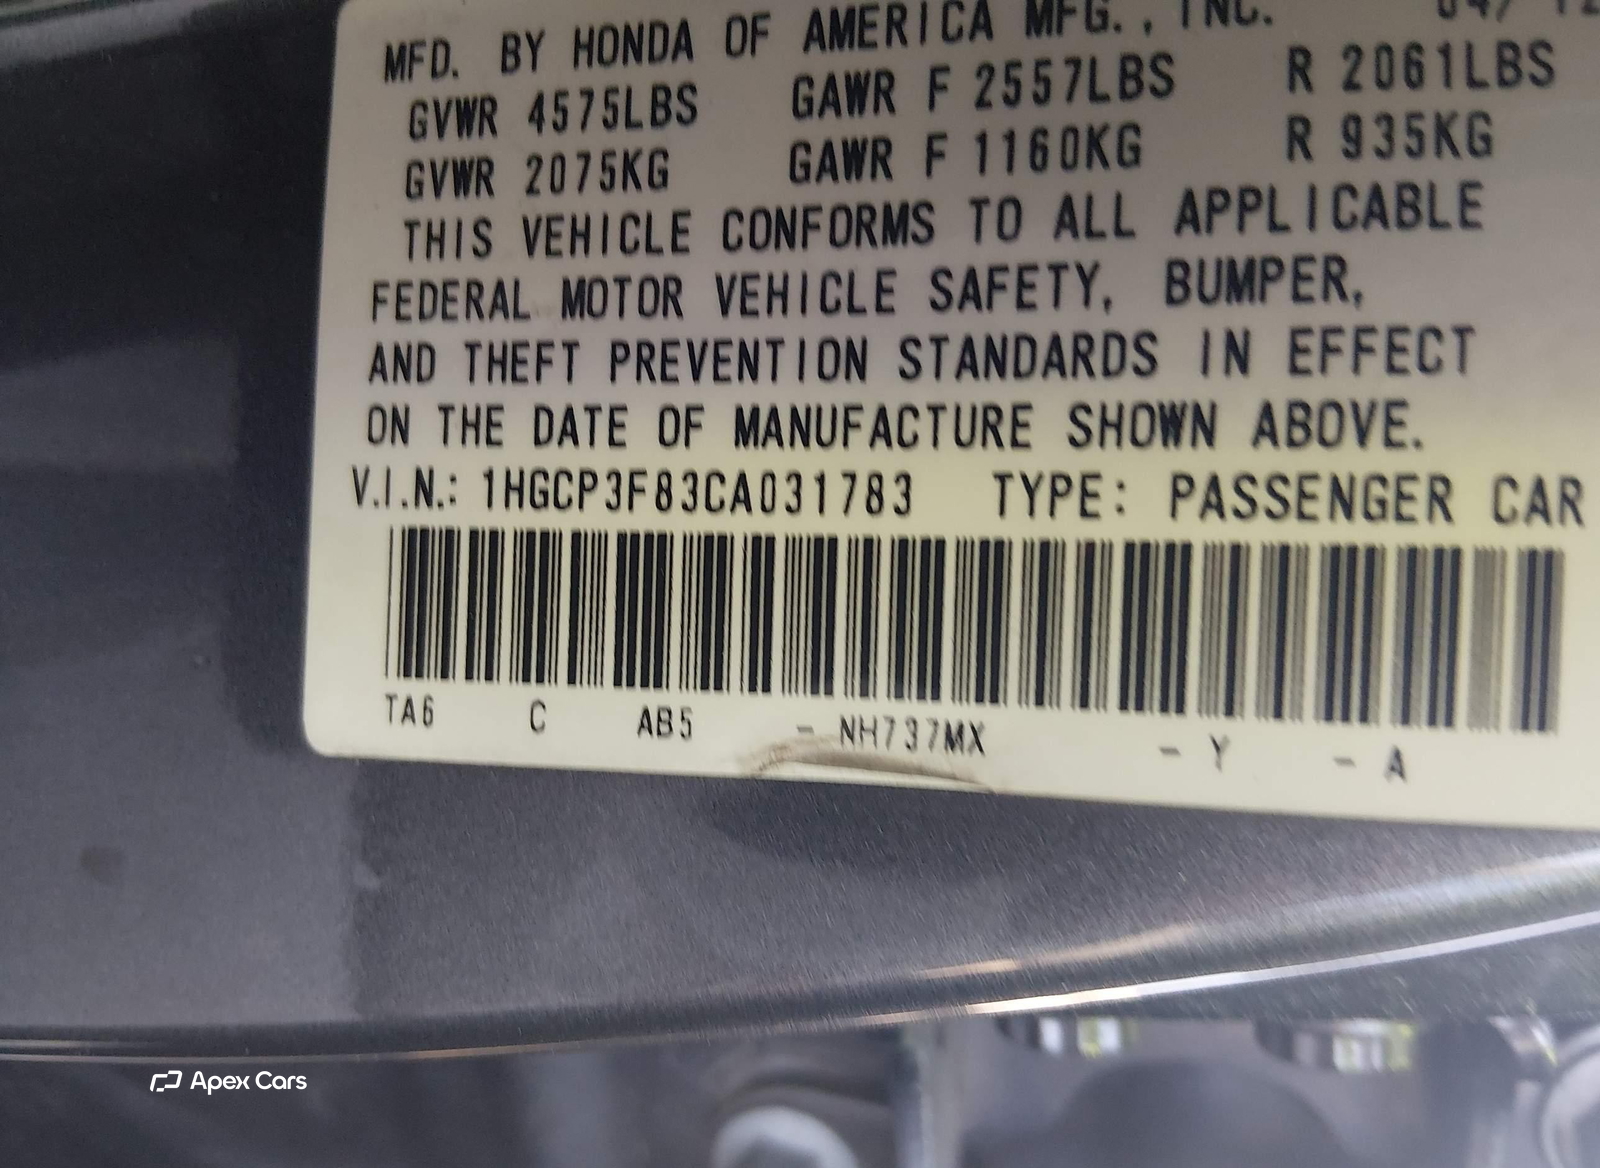 MFD. BY HONDA OF AMERICA MFG., INC. 04/12
GVWR 4575LBS GAWR F 2557LBS R 2061LBS
GVWR 2075KG GAWR F 1160KG R 935KG
THIS VEHICLE CONFORMS TO ALL APPLICABLE
FEDERAL MOTOR VEHICLE SAFETY, BUMPER,
AND THEFT PREVENTION STANDARDS IN EFFECT
ON THE DATE OF MANUFACTURE SHOWN ABOVE.
V.I.N.: 1HGCP3F83CA031783 TYPE: PASSENGER CAR
TA6 C AB5 - NH737MX - Y - A
Apex Cars